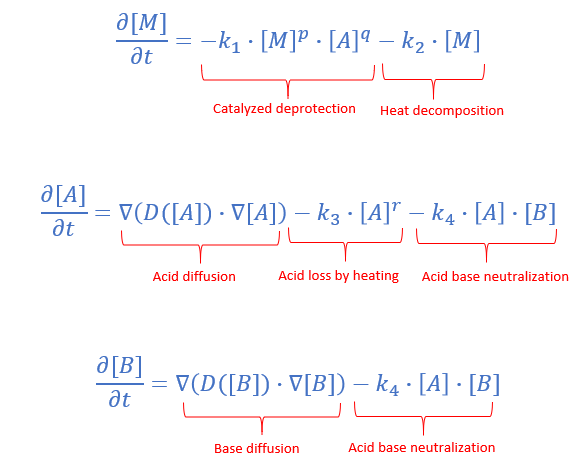 ∂[M]/∂t = −k₁ · [M]ᵖ · [A]^q − k₂ · [M]
Catalyzed deprotection Heat decomposition
∂[A]/∂t = ∇(D([A]) · ∇[A]) − k₃ · [A]ʳ − k₄ · [A] · [B]
Acid diffusion Acid loss by heating Acid base neutralization
∂[B]/∂t = ∇(D([B]) · ∇[B]) − k₄ · [A] · [B]
Base diffusion Acid base neutralization